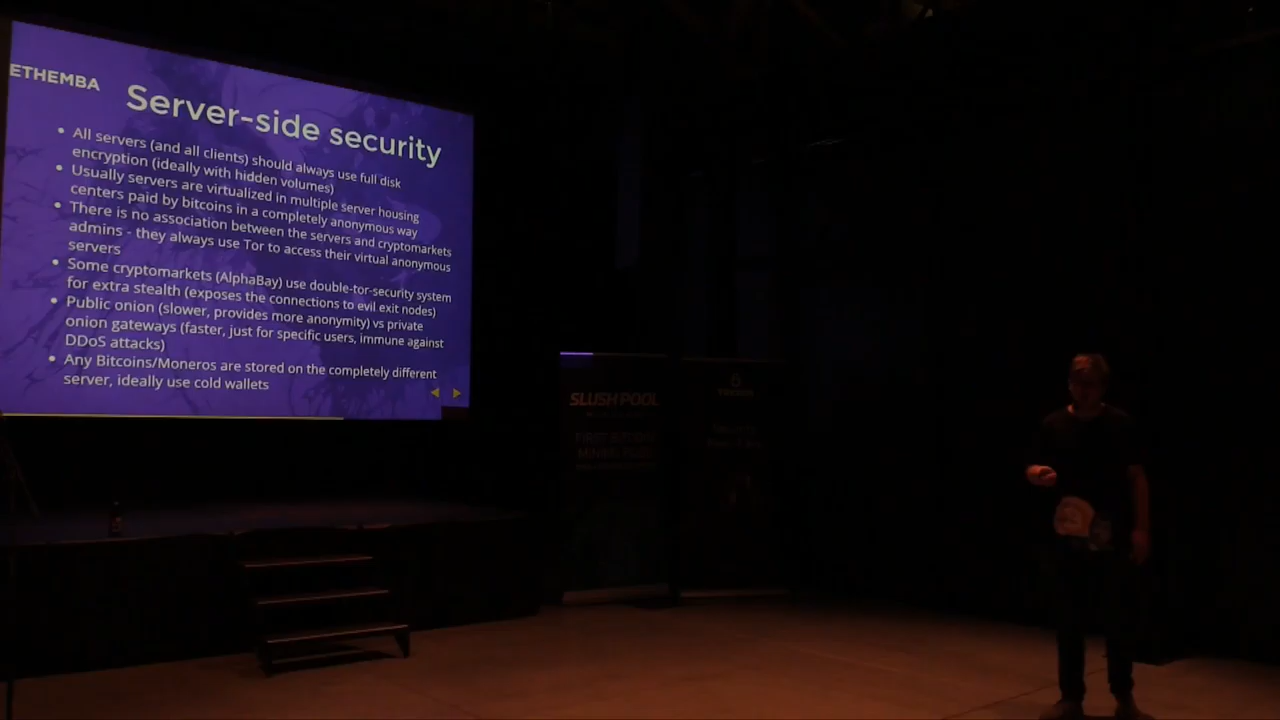 ETHEMBA
Server-side security
• All servers (and all clients) should always use full disk
encryption (ideally with hidden volumes)
• Usually servers are virtualized in multiple server housing
centers paid by bitcoins in a completely anonymous way
• There is no association between the servers and cryptomarkets
admins - they always use Tor to access their virtual anonymous
servers
• Some cryptomarkets (AlphaBay) use double-tor-security system
for extra stealth (exposes the connections to evil exit nodes)
• Public onion (slower, provides more anonymity) vs private
onion gateways (faster, just for specific users, immune against
DDoS attacks)
• Any Bitcoins/Moneros are stored on the completely different
server, ideally use cold wallets
SLUSH POOL
FIRST BITCOIN